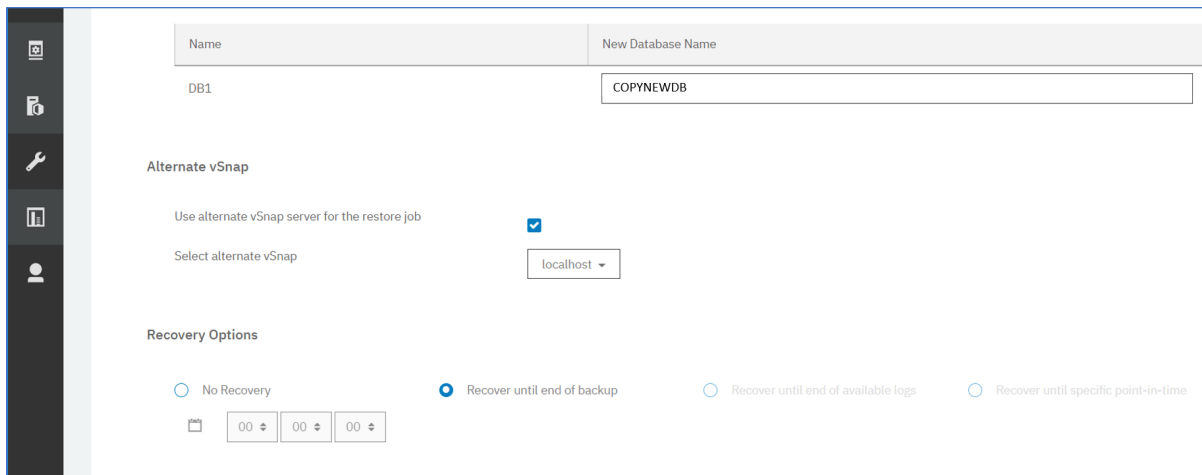 Name New Database Name
DB1 COPYNEWDB
Alternate vSnap
Use alternate vSnap server for the restore job
Select alternate vSnap localhost
Recovery Options
No Recovery Recover until end of backup Recover until end of available logs Recover until specific point-in-time
00 00 00